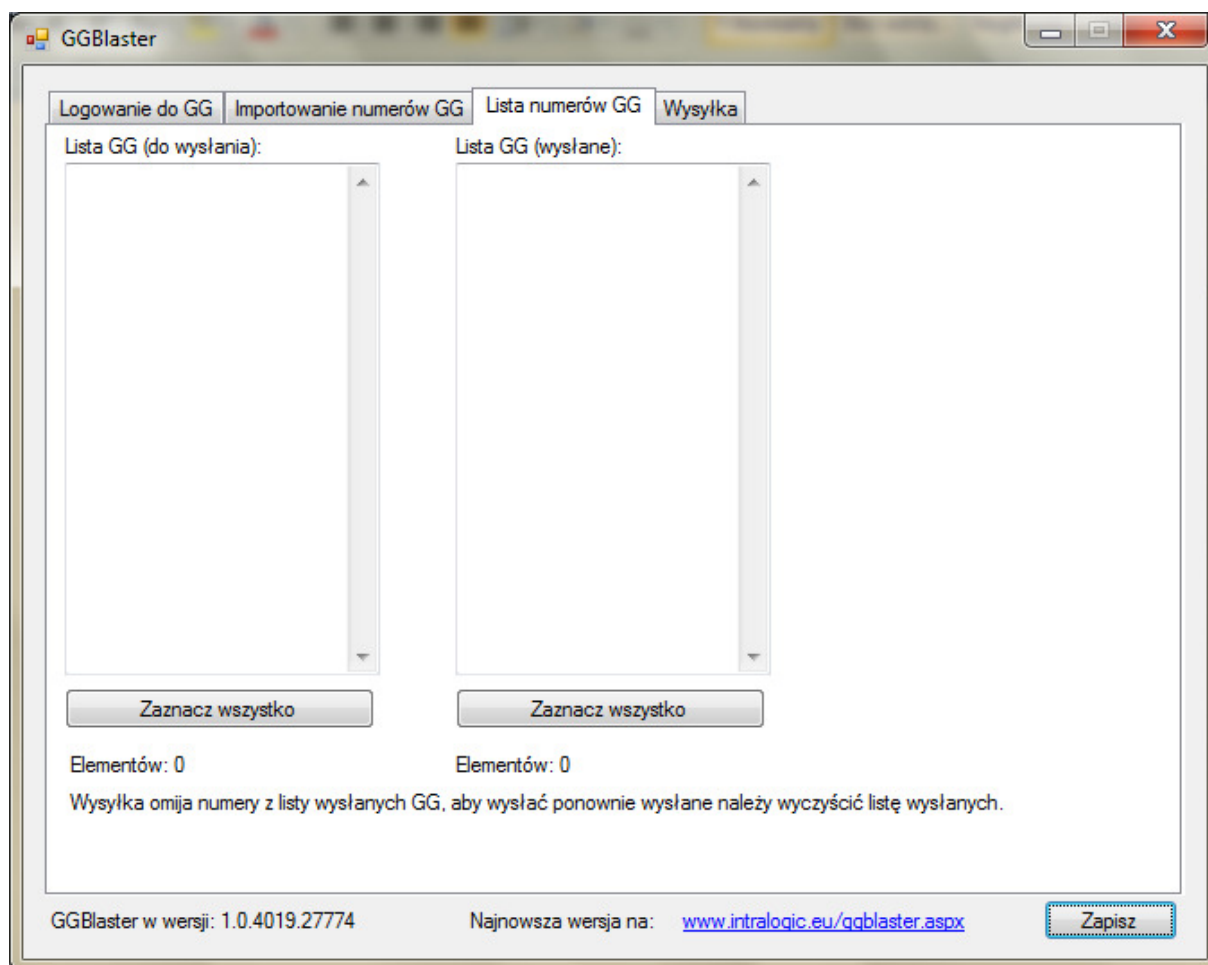 GGBlaster
Logowanie do GG Importowanie numerów GG Lista numerów GG Wysyłka
Lista GG (do wysłania): Lista GG (wysłane):
Zaznacz wszystko Zaznacz wszystko
Elementów: 0 Elementów: 0
Wysyłka omija numery z listy wysłanych GG, aby wysłać ponownie wysłane należy wyczyścić listę wysłanych.
GGBlaster w wersji: 1.0.4019.27774 Najnowsza wersja na: www.intralogic.eu/ggblaster.aspx Zapisz